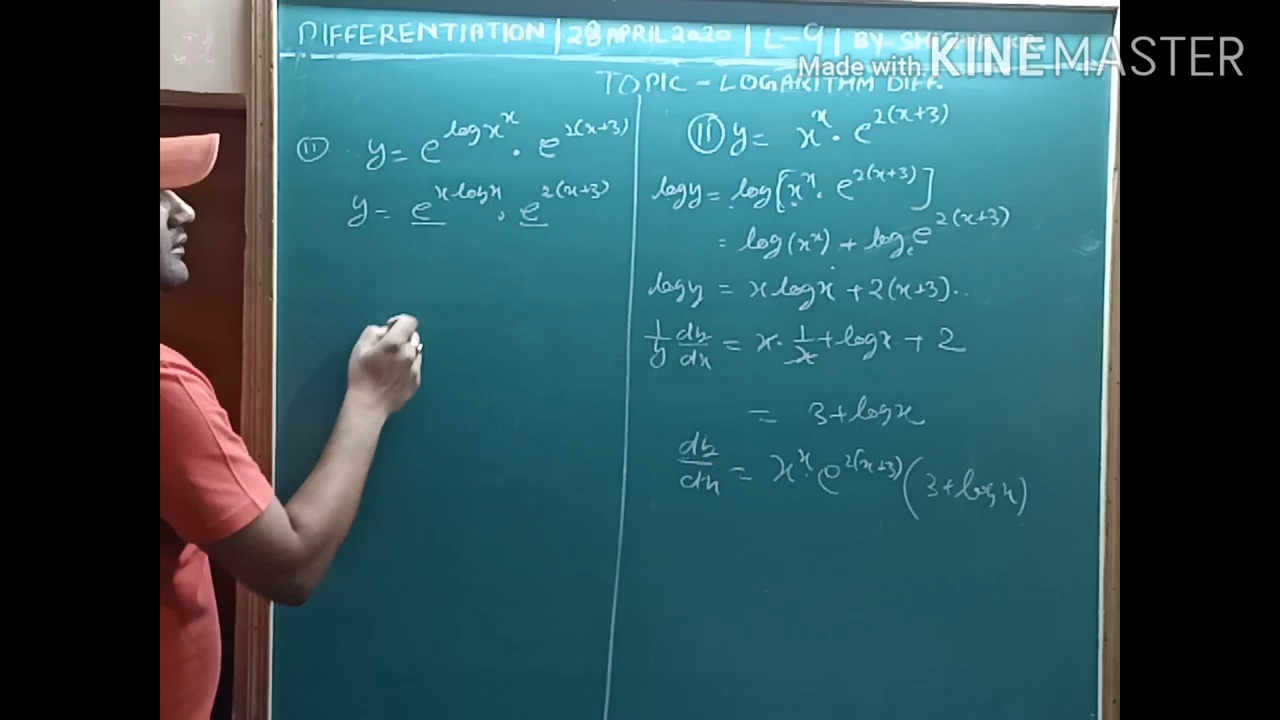 DIFFERENTIATION | 28 APRIL 2020 | L-9 | BY-
Made with KINEMASTER
TOPIC - LOGARITHM DIFF.
(11) y = e^{log x^x} · e^{2(x+3)}
y = e^{x log x} · e^{2(x+3)}
(11) y = x^x · e^{2(x+3)}
log y = log [x^x · e^{2(x+3)}]
= log (x^x) + log_e e^{2(x+3)}
log y = x log x + 2(x+3) ..
1/y dy/dx = x · 1/x + log x + 2
= 3 + log x
dy/dx = x^x · e^{2(x+3)} (3 + log x)